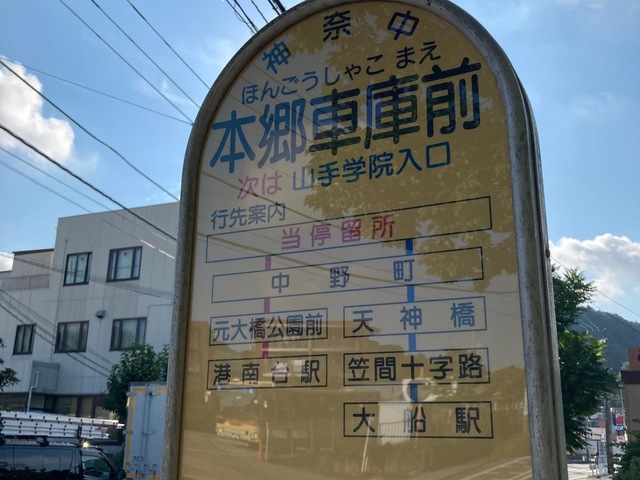 神奈中
ほんごうしゃこまえ
本郷車庫前
次は 山手学院入口
行先案内
当停留所
中野町
元大橋公園前 天神橋
港南台駅 笠間十字路
大船駅